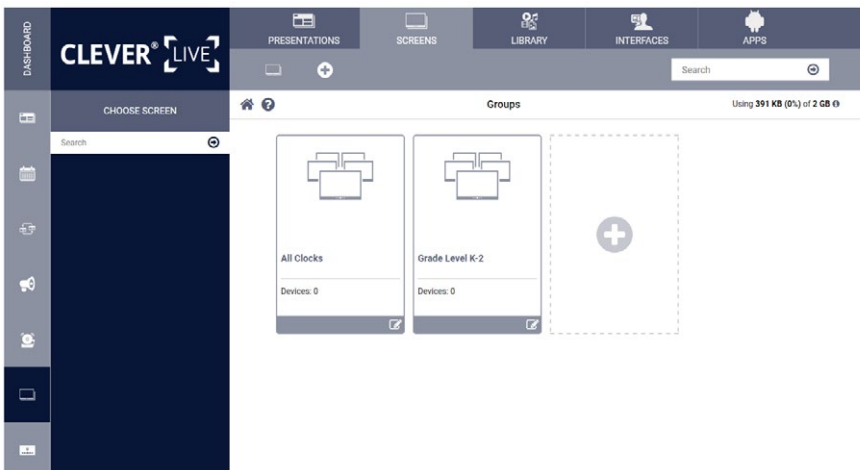 DASHBOARD
CLEVER® [LIVE]
PRESENTATIONS
SCREENS
LIBRARY
INTERFACES
APPS
Search
CHOOSE SCREEN
Search
Groups
Using 391 KB (0%) of 2 GB
All Clocks
Devices: 0
Grade Level K-2
Devices: 0